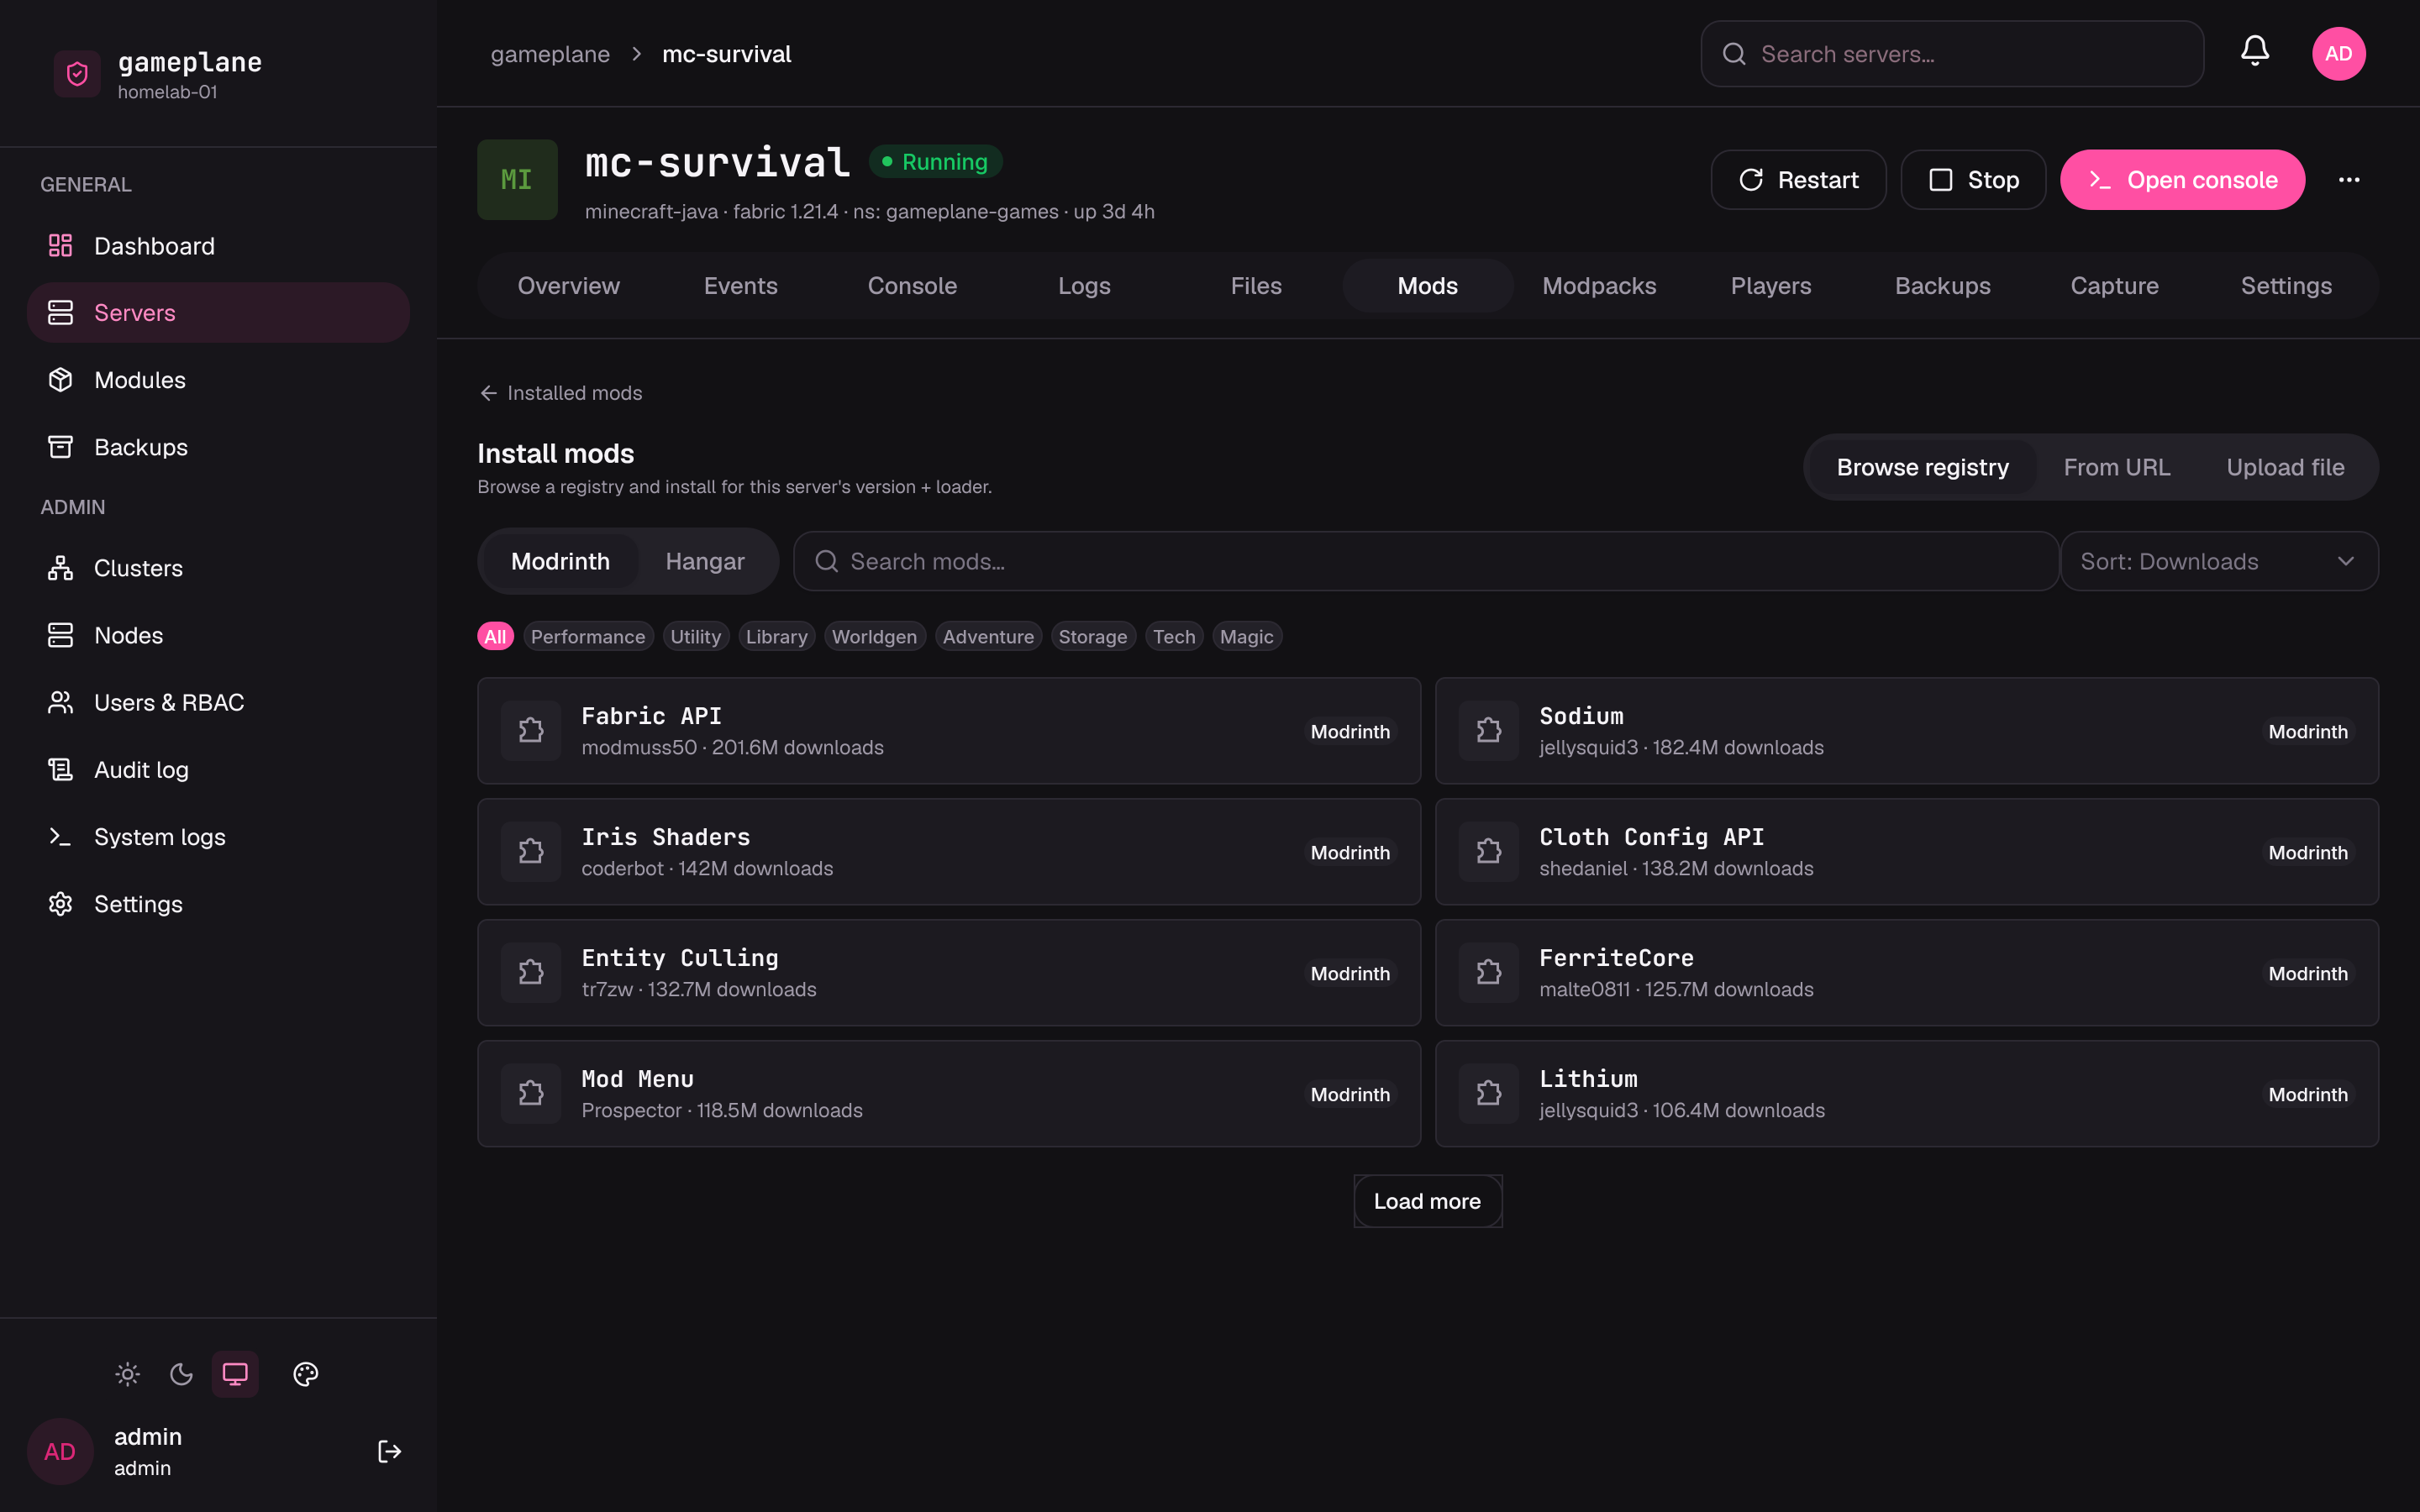 gameplane
homelab-01
GENERAL
Dashboard
Servers
Modules
Backups
ADMIN
Clusters
Nodes
Users & RBAC
Audit log
System logs
Settings
AD
admin
admin
gameplane > mc-survival
Search servers...
AD
MI
mc-survival
Running
minecraft-java · fabric 1.21.4 · ns: gameplane-games · up 3d 4h
Restart
Stop
Open console
Overview
Events
Console
Logs
Files
Mods
Modpacks
Players
Backups
Capture
Settings
Installed mods
Install mods
Browse a registry and install for this server's version + loader.
Browse registry
From URL
Upload file
Modrinth
Hangar
Search mods...
Sort: Downloads
All
Performance
Utility
Library
Worldgen
Adventure
Storage
Tech
Magic
Fabric API
modmuss50 · 201.6M downloads
Modrinth
Sodium
jellysquid3 · 182.4M downloads
Modrinth
Iris Shaders
coderbot · 142M downloads
Modrinth
Cloth Config API
shedaniel · 138.2M downloads
Modrinth
Entity Culling
tr7zw · 132.7M downloads
Modrinth
FerriteCore
malte0811 · 125.7M downloads
Modrinth
Mod Menu
Prospector · 118.5M downloads
Modrinth
Lithium
jellysquid3 · 106.4M downloads
Modrinth
Load more